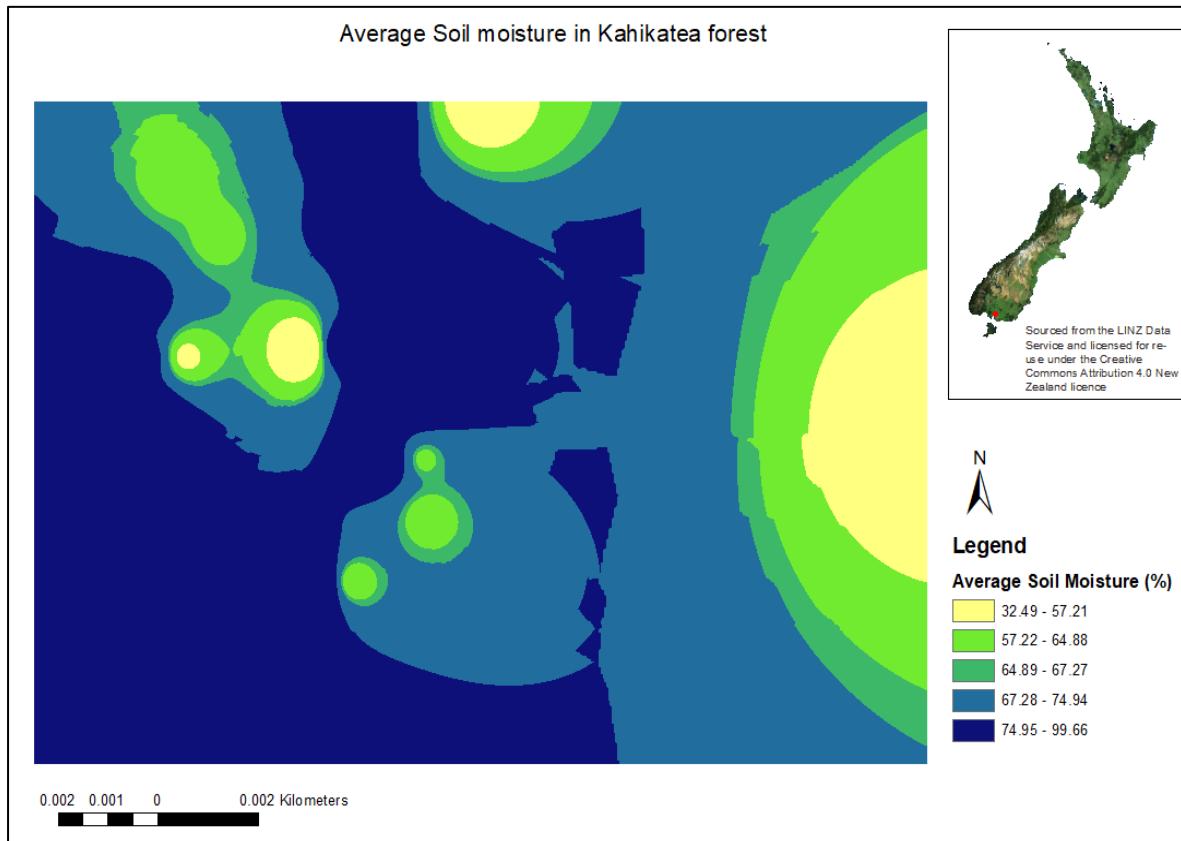 Average Soil moisture in Kahikatea forest
Sourced from the LINZ Data
Service and licensed for re-
use under the Creative
Commons Attribution 4.0 New
Zealand licence
N
Legend
Average Soil Moisture (%)
32.49 - 57.21
57.22 - 64.88
64.89 - 67.27
67.28 - 74.94
74.95 - 99.66
0.002 0.001 0 0.002 Kilometers